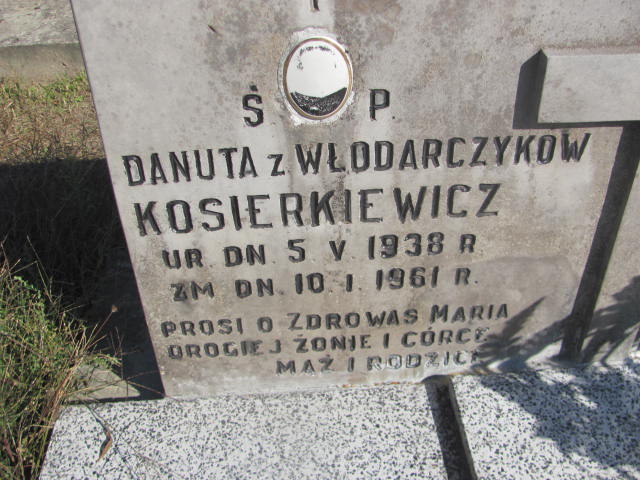 Ś P
DANUTA z WŁODARCZYKÓW
KOSIERKIEWICZ
UR DN. 5 V. 1938 R
ZM DN. 10. I. 1961 R.
PROSI O ZDROWAŚ MARIA
DROGIEJ ŻONIE I CÓRCE
MĄŻ I RODZICE